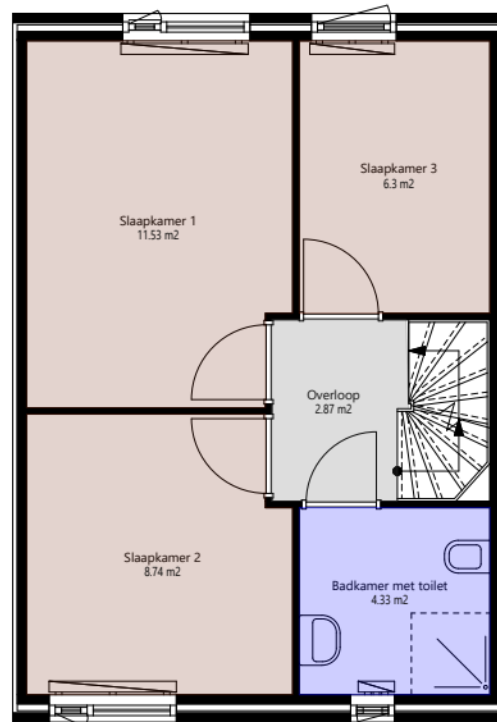 Slaapkamer 3
6.3 m2
Slaapkamer 1
11.53 m2
Overloop
2.87 m2
Slaapkamer 2
8.74 m2
Badkamer met toilet
4.33 m2